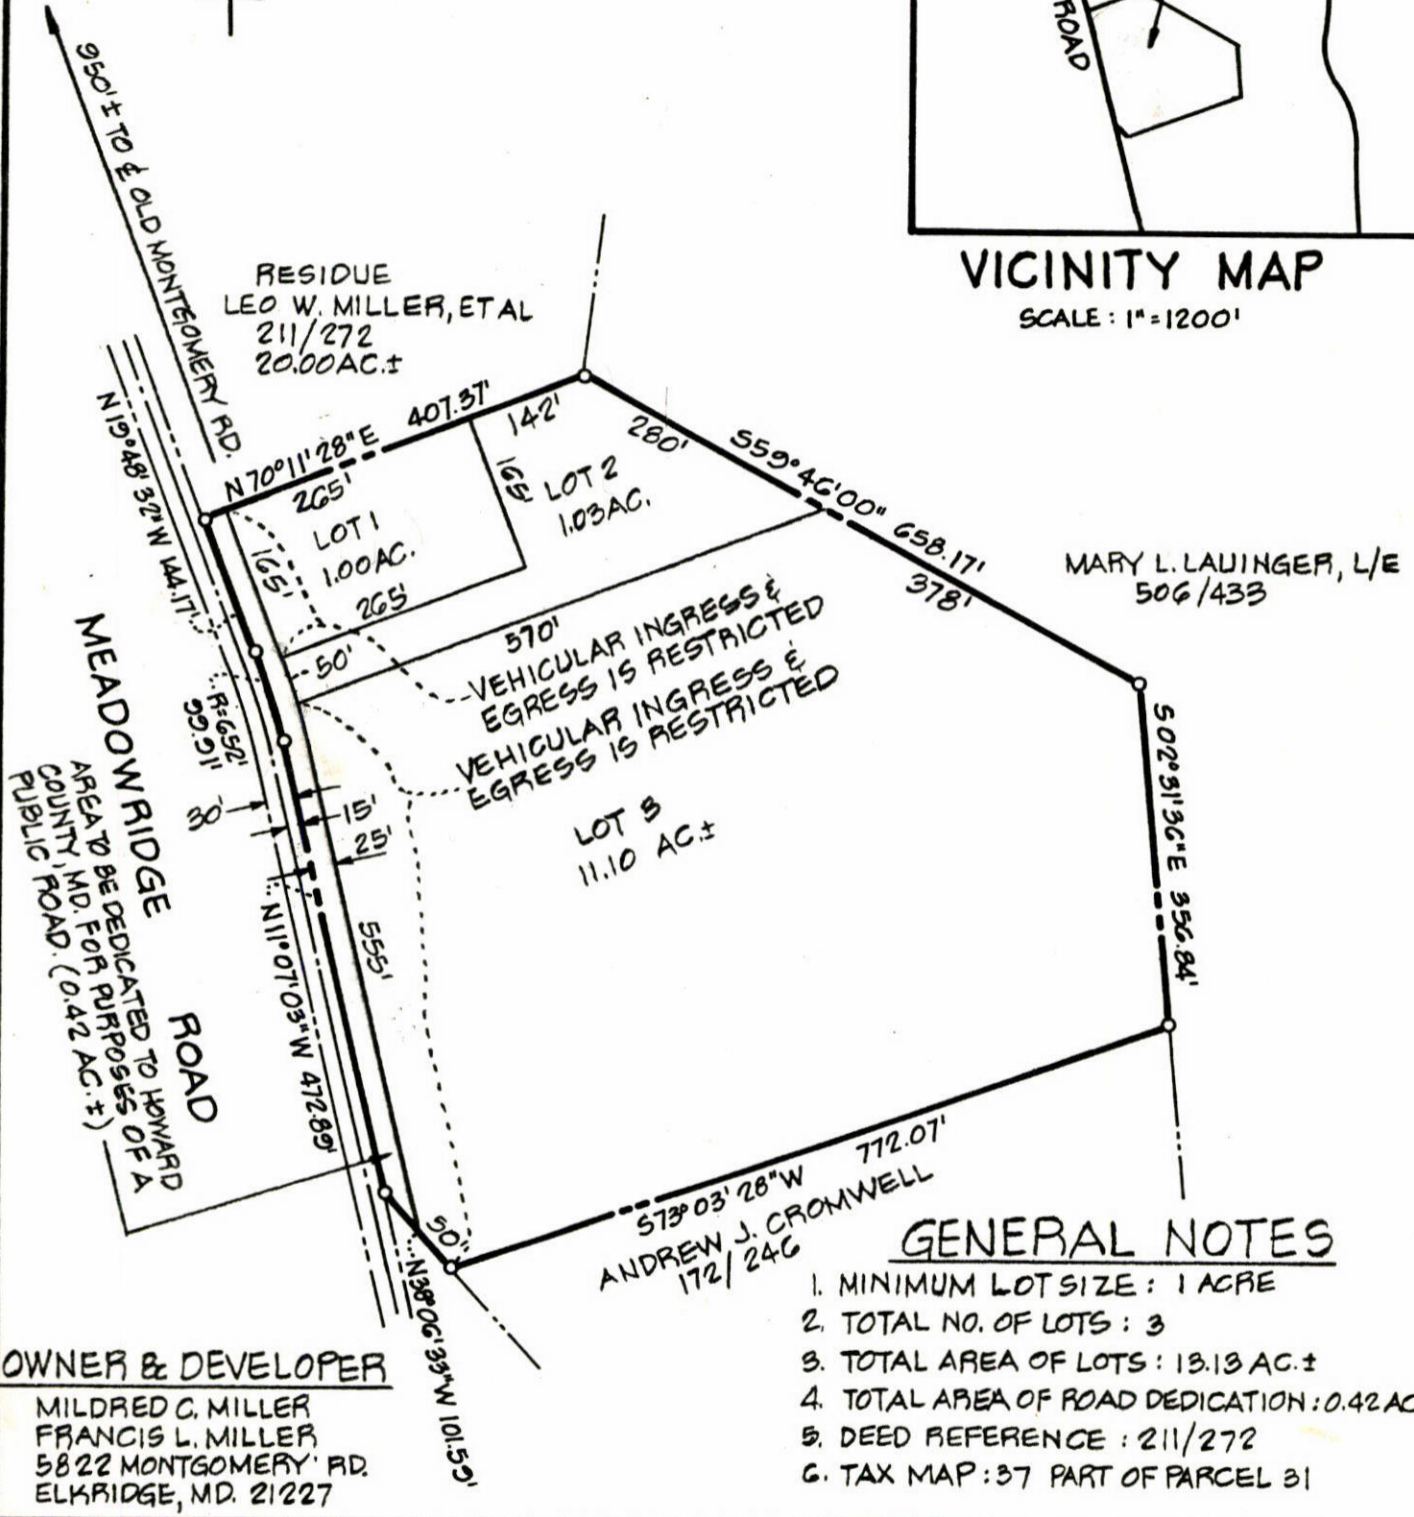 ROAD
VICINITY MAP
SCALE: 1"=1200'
950'± TO ₵ OLD MONTGOMERY RD.
RESIDUE
LEO W. MILLER, ET AL
211/272
20.00AC.±
N 70°11'28"E 407.37'
265'
142'
LOT 1
1.00AC.
165'
265'
165'
LOT 2
1.03AC.
280'
S59°46'00" 658.17'
378'
MARY L. LAUINGER, L/E
506/433
N19°48'32"W 144.17'
570'
50'
VEHICULAR INGRESS &
EGRESS IS RESTRICTED
VEHICULAR INGRESS &
EGRESS IS RESTRICTED
R=652'
99.91'
30'
15'
25'
LOT 3
11.10 AC.±
S 02°31'36"E 356.84'
MEADOWRIDGE ROAD
AREA TO BE DEDICATED TO HOWARD
COUNTY, MD. FOR PURPOSES OF A
PUBLIC ROAD. (0.42 AC.±)
N11°07'03"W 472.89'
555'
50'
N38°06'33"W 101.59'
S73°03'28"W 772.07'
ANDREW J. CROMWELL
172/246
GENERAL NOTES
1. MINIMUM LOT SIZE: 1 ACRE
2. TOTAL NO. OF LOTS: 3
3. TOTAL AREA OF LOTS: 13.13 AC.±
4. TOTAL AREA OF ROAD DEDICATION: 0.42 AC
5. DEED REFERENCE: 211/272
6. TAX MAP: 37 PART OF PARCEL 31
OWNER & DEVELOPER
MILDRED C. MILLER
FRANCIS L. MILLER
5822 MONTGOMERY RD.
ELKRIDGE, MD. 21227